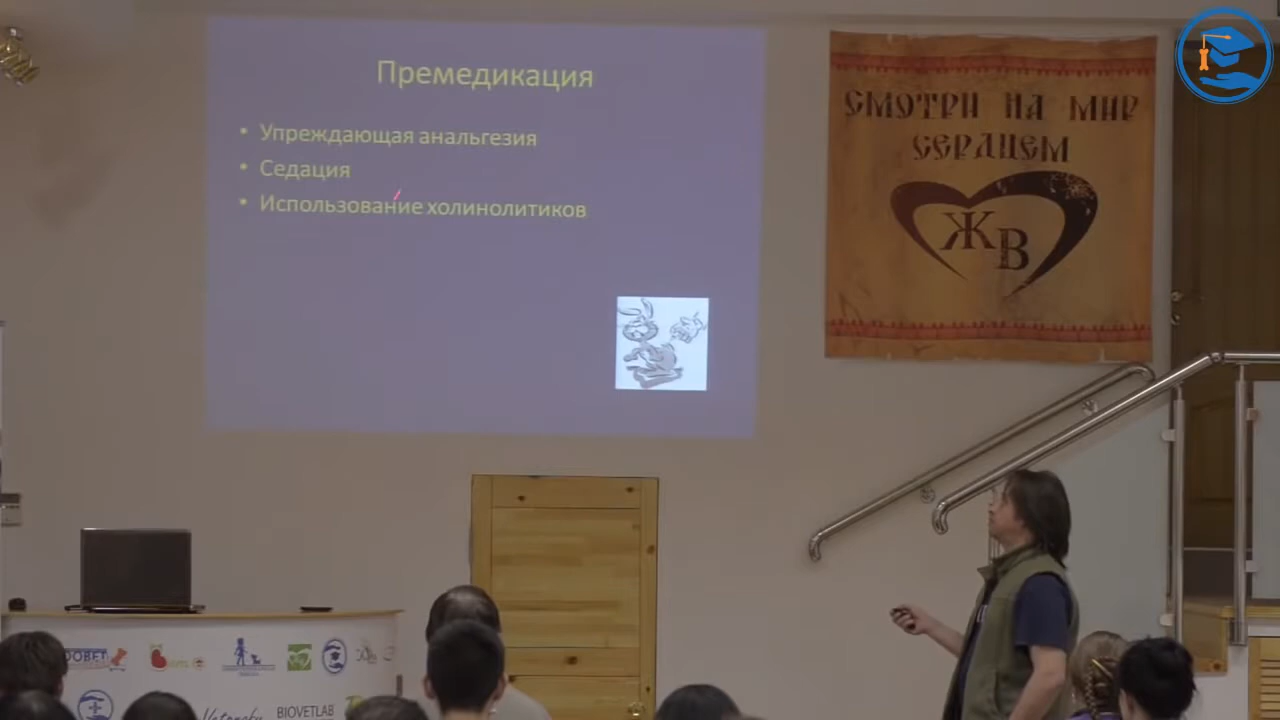 Премедикация
• Упреждающая анальгезия
• Седация
• Использование холинолитиков
СМОТРИ НА МИР
СЕРДЦЕМ
ЖВ
BIOVETLAB